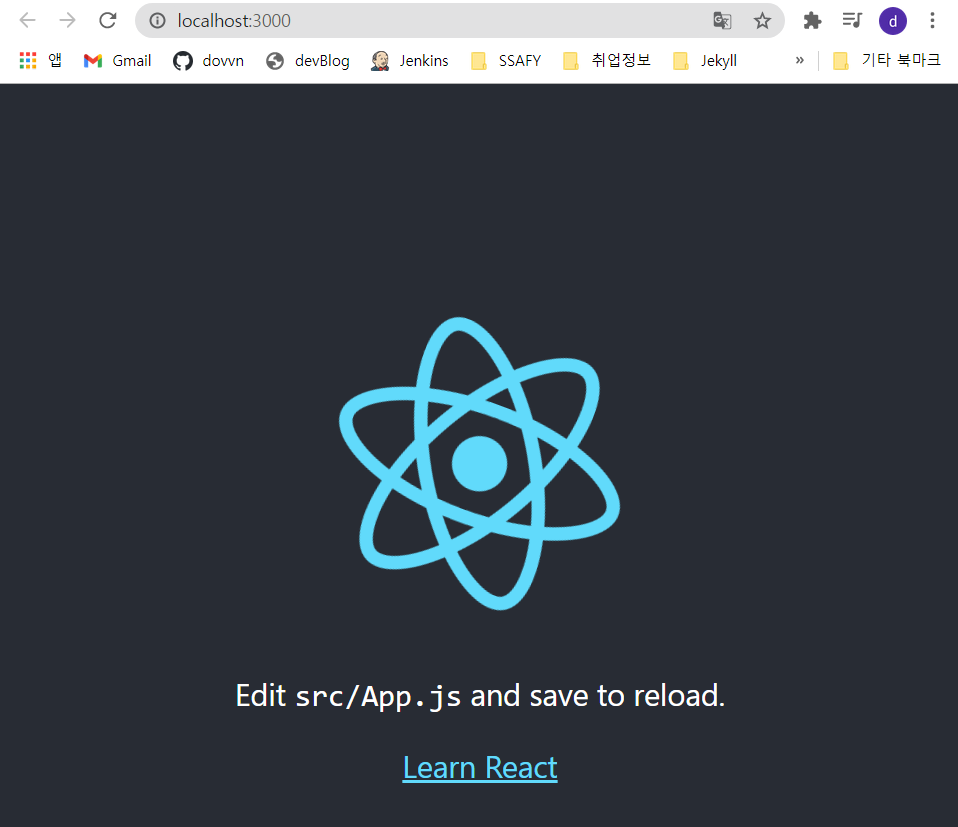 localhost:3000
d
앱 Gmail dovvn devBlog Jenkins SSAFY 취업정보 Jekyll » 기타 북마크
Edit src/App.js and save to reload.
Learn React